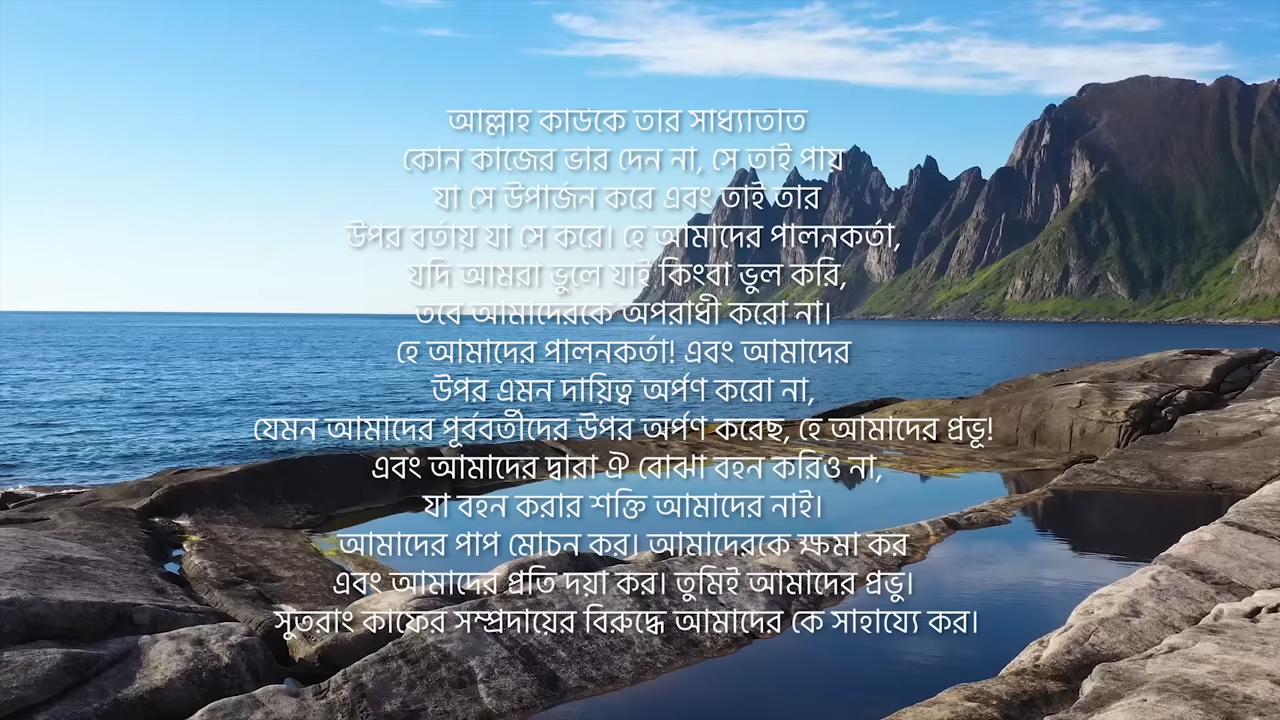 আল্লাহ কাউকে তার সাধ্যাতাত
কোন কাজের ভার দেন না, সে তাই পায়
যা সে উপার্জন করে এবং তাই তার
উপর বর্তায় যা সে করে। হে আমাদের পালনকর্তা,
যদি আমরা ভুলে যাই কিংবা ভুল করি,
তবে আমাদেরকে অপরাধী করো না।
হে আমাদের পালনকর্তা! এবং আমাদের
উপর এমন দায়িত্ব অর্পণ করো না,
যেমন আমাদের পূর্ববর্তীদের উপর অর্পণ করেছ, হে আমাদের প্রভূ!
এবং আমাদের দ্বারা ঐ বোঝা বহন করিও না,
যা বহন করার শক্তি আমাদের নাই।
আমাদের পাপ মোচন কর। আমাদেরকে ক্ষমা কর
এবং আমাদের প্রতি দয়া কর। তুমিই আমাদের প্রভু।
সুতরাং কাফের সম্প্রদায়ের বিরুদ্ধে আমাদের কে সাহায্যে কর।